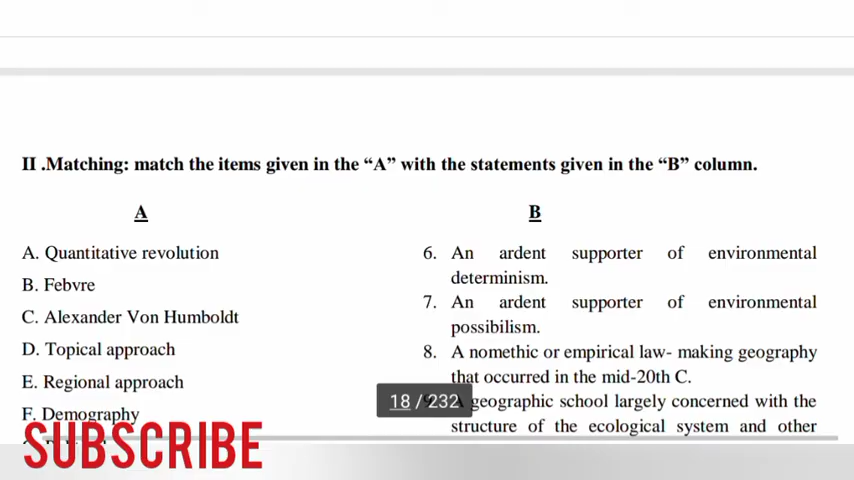 II .Matching: match the items given in the “A” with the statements given in the “B” column.
A
B
A. Quantitative revolution
B. Febvre
C. Alexander Von Humboldt
D. Topical approach
E. Regional approach
F. Demography
6. An ardent supporter of environmental
determinism.
7. An ardent supporter of environmental
possibilism.
8. A nomethic or empirical law- making geography
that occurred in the mid-20th C.
geographic school largely concerned with the
structure of the ecological system and other
18 / 232
SUBSCRIBE